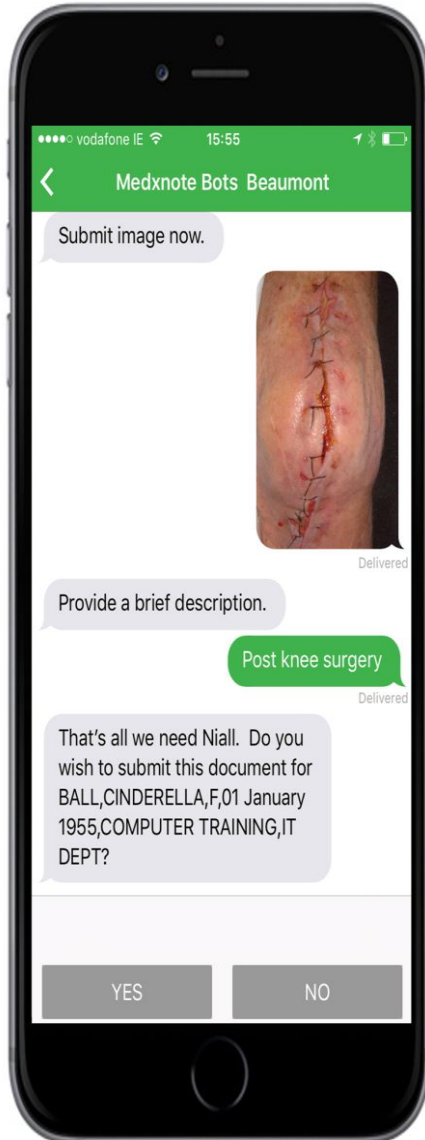 vodafone IE 15:55
Medxnote Bots Beaumont
Submit image now.
Delivered
Provide a brief description.
Post knee surgery
Delivered
That's all we need Niall. Do you
wish to submit this document for
BALL,CINDERELLA,F,01 January
1955,COMPUTER TRAINING,IT
DEPT?
YES NO